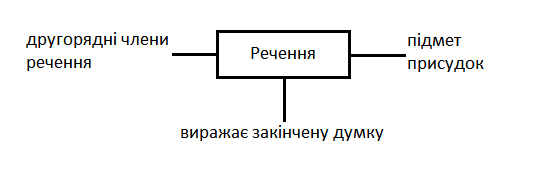 другорядні члени
речення
Речення
підмет
присудок
виражає закінчену думку